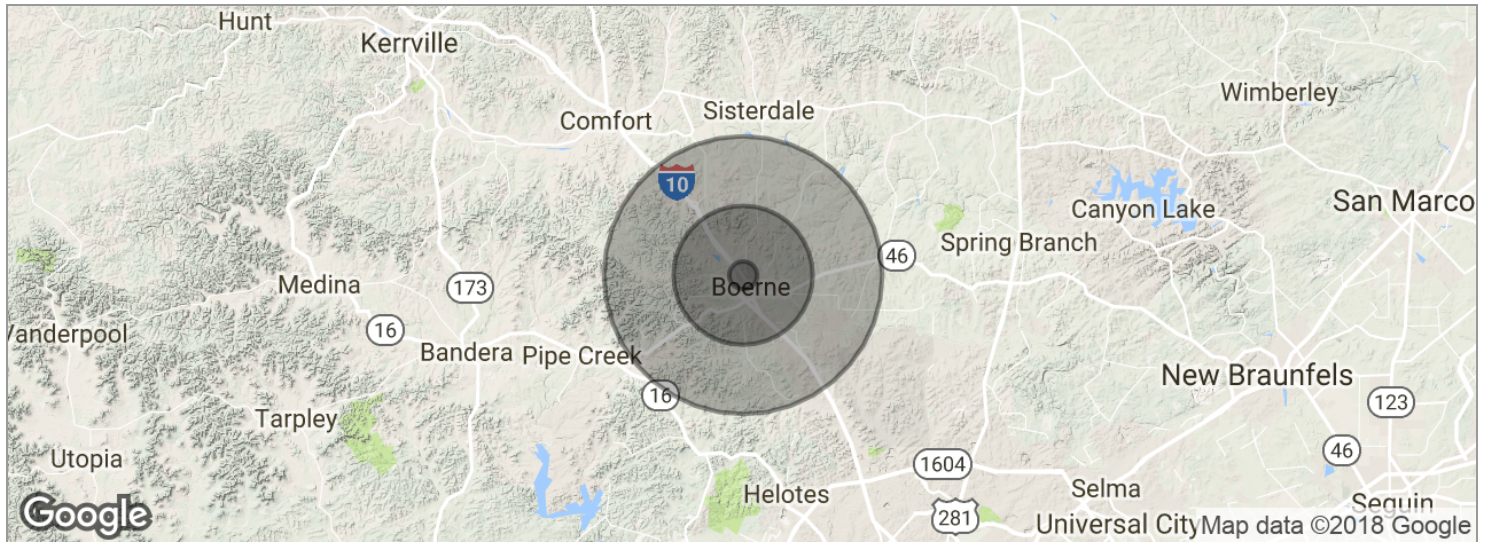 Hunt
Kerrville
Wimberley
Sisterdale
Comfort
10
San Marco
Canyon Lake
Spring Branch
46
Medina
173
Boerne
16
Vanderpool
Bandera
Pipe Creek
New Braunfels
16
123
Tarpley
46
Utopia
1604
Helotes
Selma
Seguin
Google
281
Universal City
Map data ©2018 Google